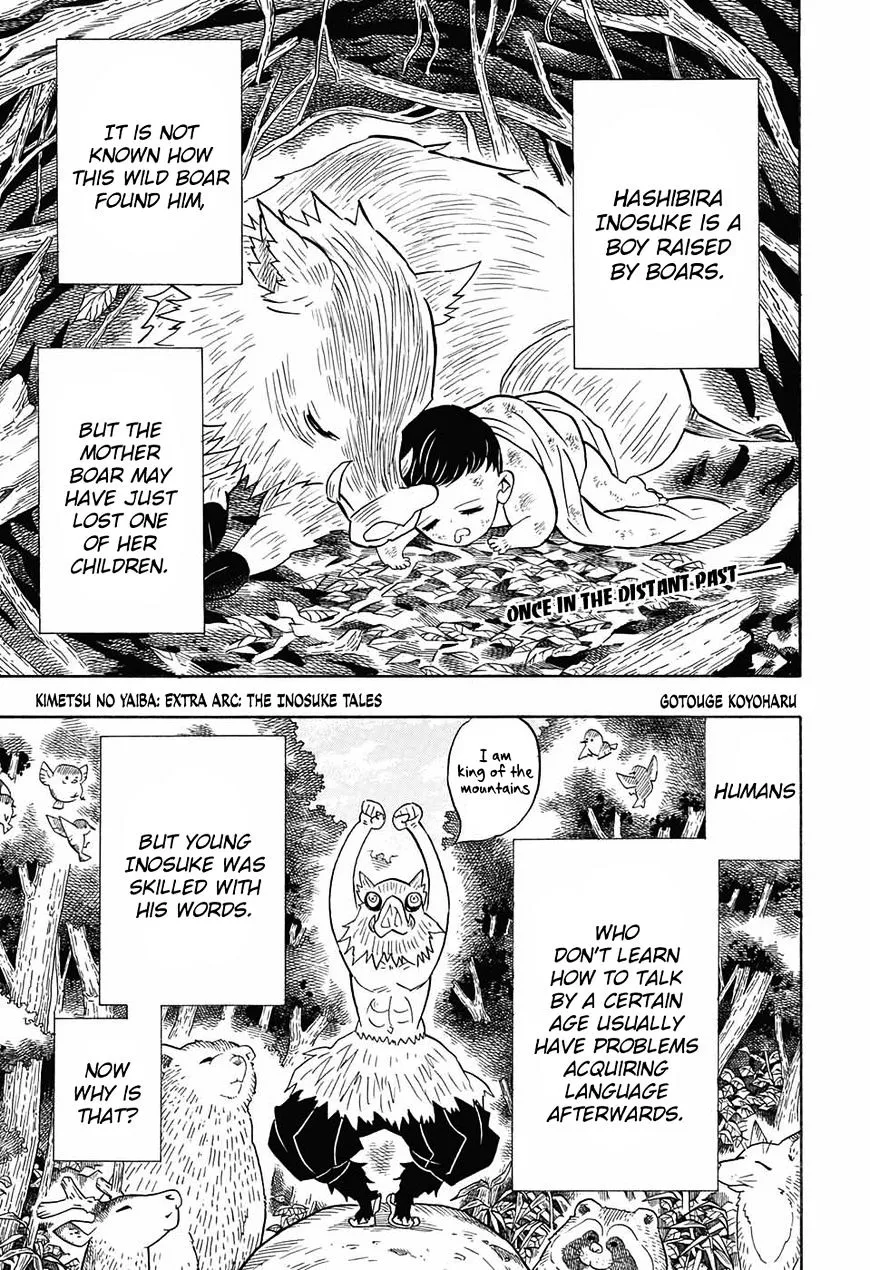 HASHIBIRA
INOSUKE IS A
BOY RAISED
BY BOARS.
IT IS NOT
KNOWN HOW
THIS WILD BOAR
FOUND HIM,
BUT THE
MOTHER
BOAR MAY
HAVE JUST
LOST ONE
OF HER
CHILDREN.
ONCE IN THE DISTANT PAST
KIMETSU NO YAIBA: EXTRA ARC: THE INOSUKE TALES
GOTOUGE KOYOHARU
HUMANS
WHO
DON'T LEARN
HOW TO TALK
BY A CERTAIN
AGE USUALLY
HAVE PROBLEMS
ACQUIRING
LANGUAGE
AFTERWARDS.
I am
king of the
mountains
BUT YOUNG
INOSUKE WAS
SKILLED WITH
HIS WORDS.
NOW
WHY IS
THAT?